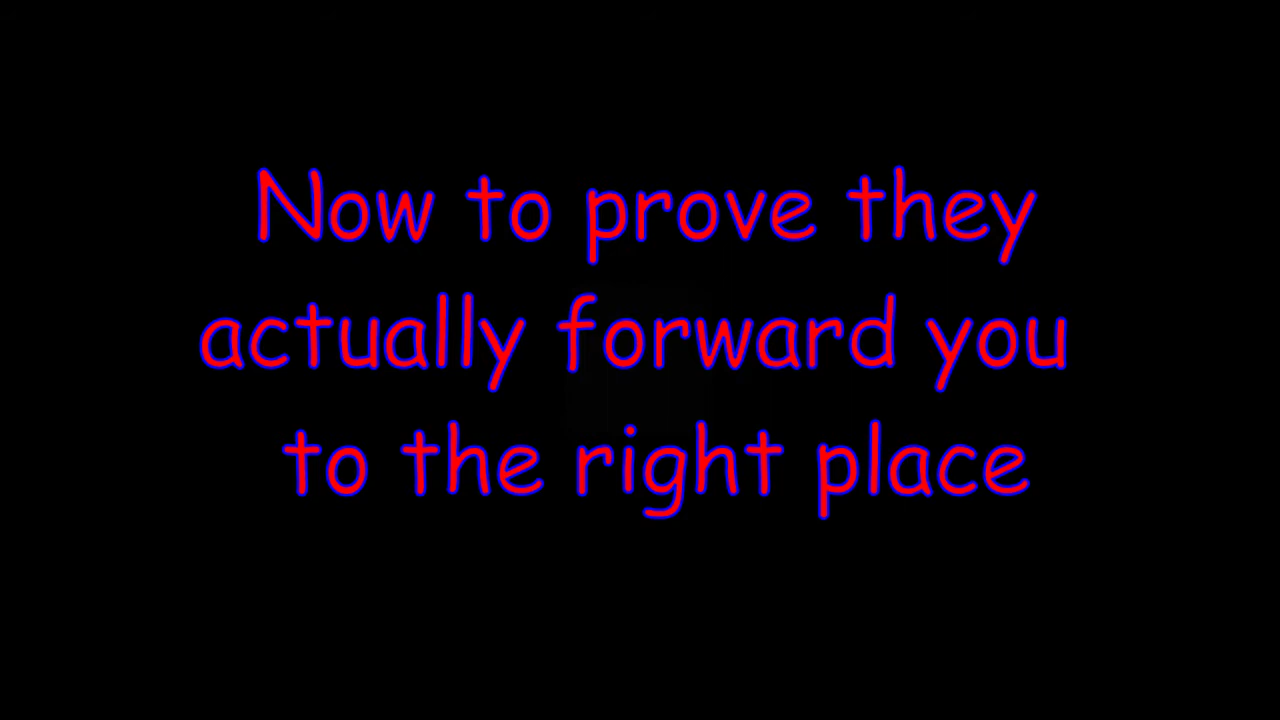 Now to prove they
actually forward you
to the right place